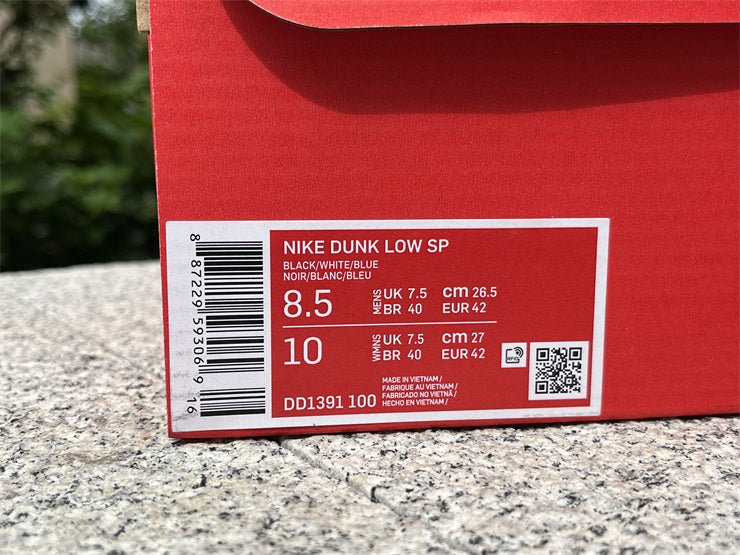 NIKE DUNK LOW SP
BLACK/WHITE/BLUE
NOIR/BLANC/BLEU
8.5 MENS UK 7.5 cm 26.5
BR 40 EUR 42
10 WMNS UK 7.5 cm 27
BR 40 EUR 42
DD1391 100
MADE IN VIETNAM /
FABRIQUE AU VIETNAM /
FABRICADO NO VIETNÃ /
HECHO EN VIETNAM /
RFID
8 87229 59306 9 16